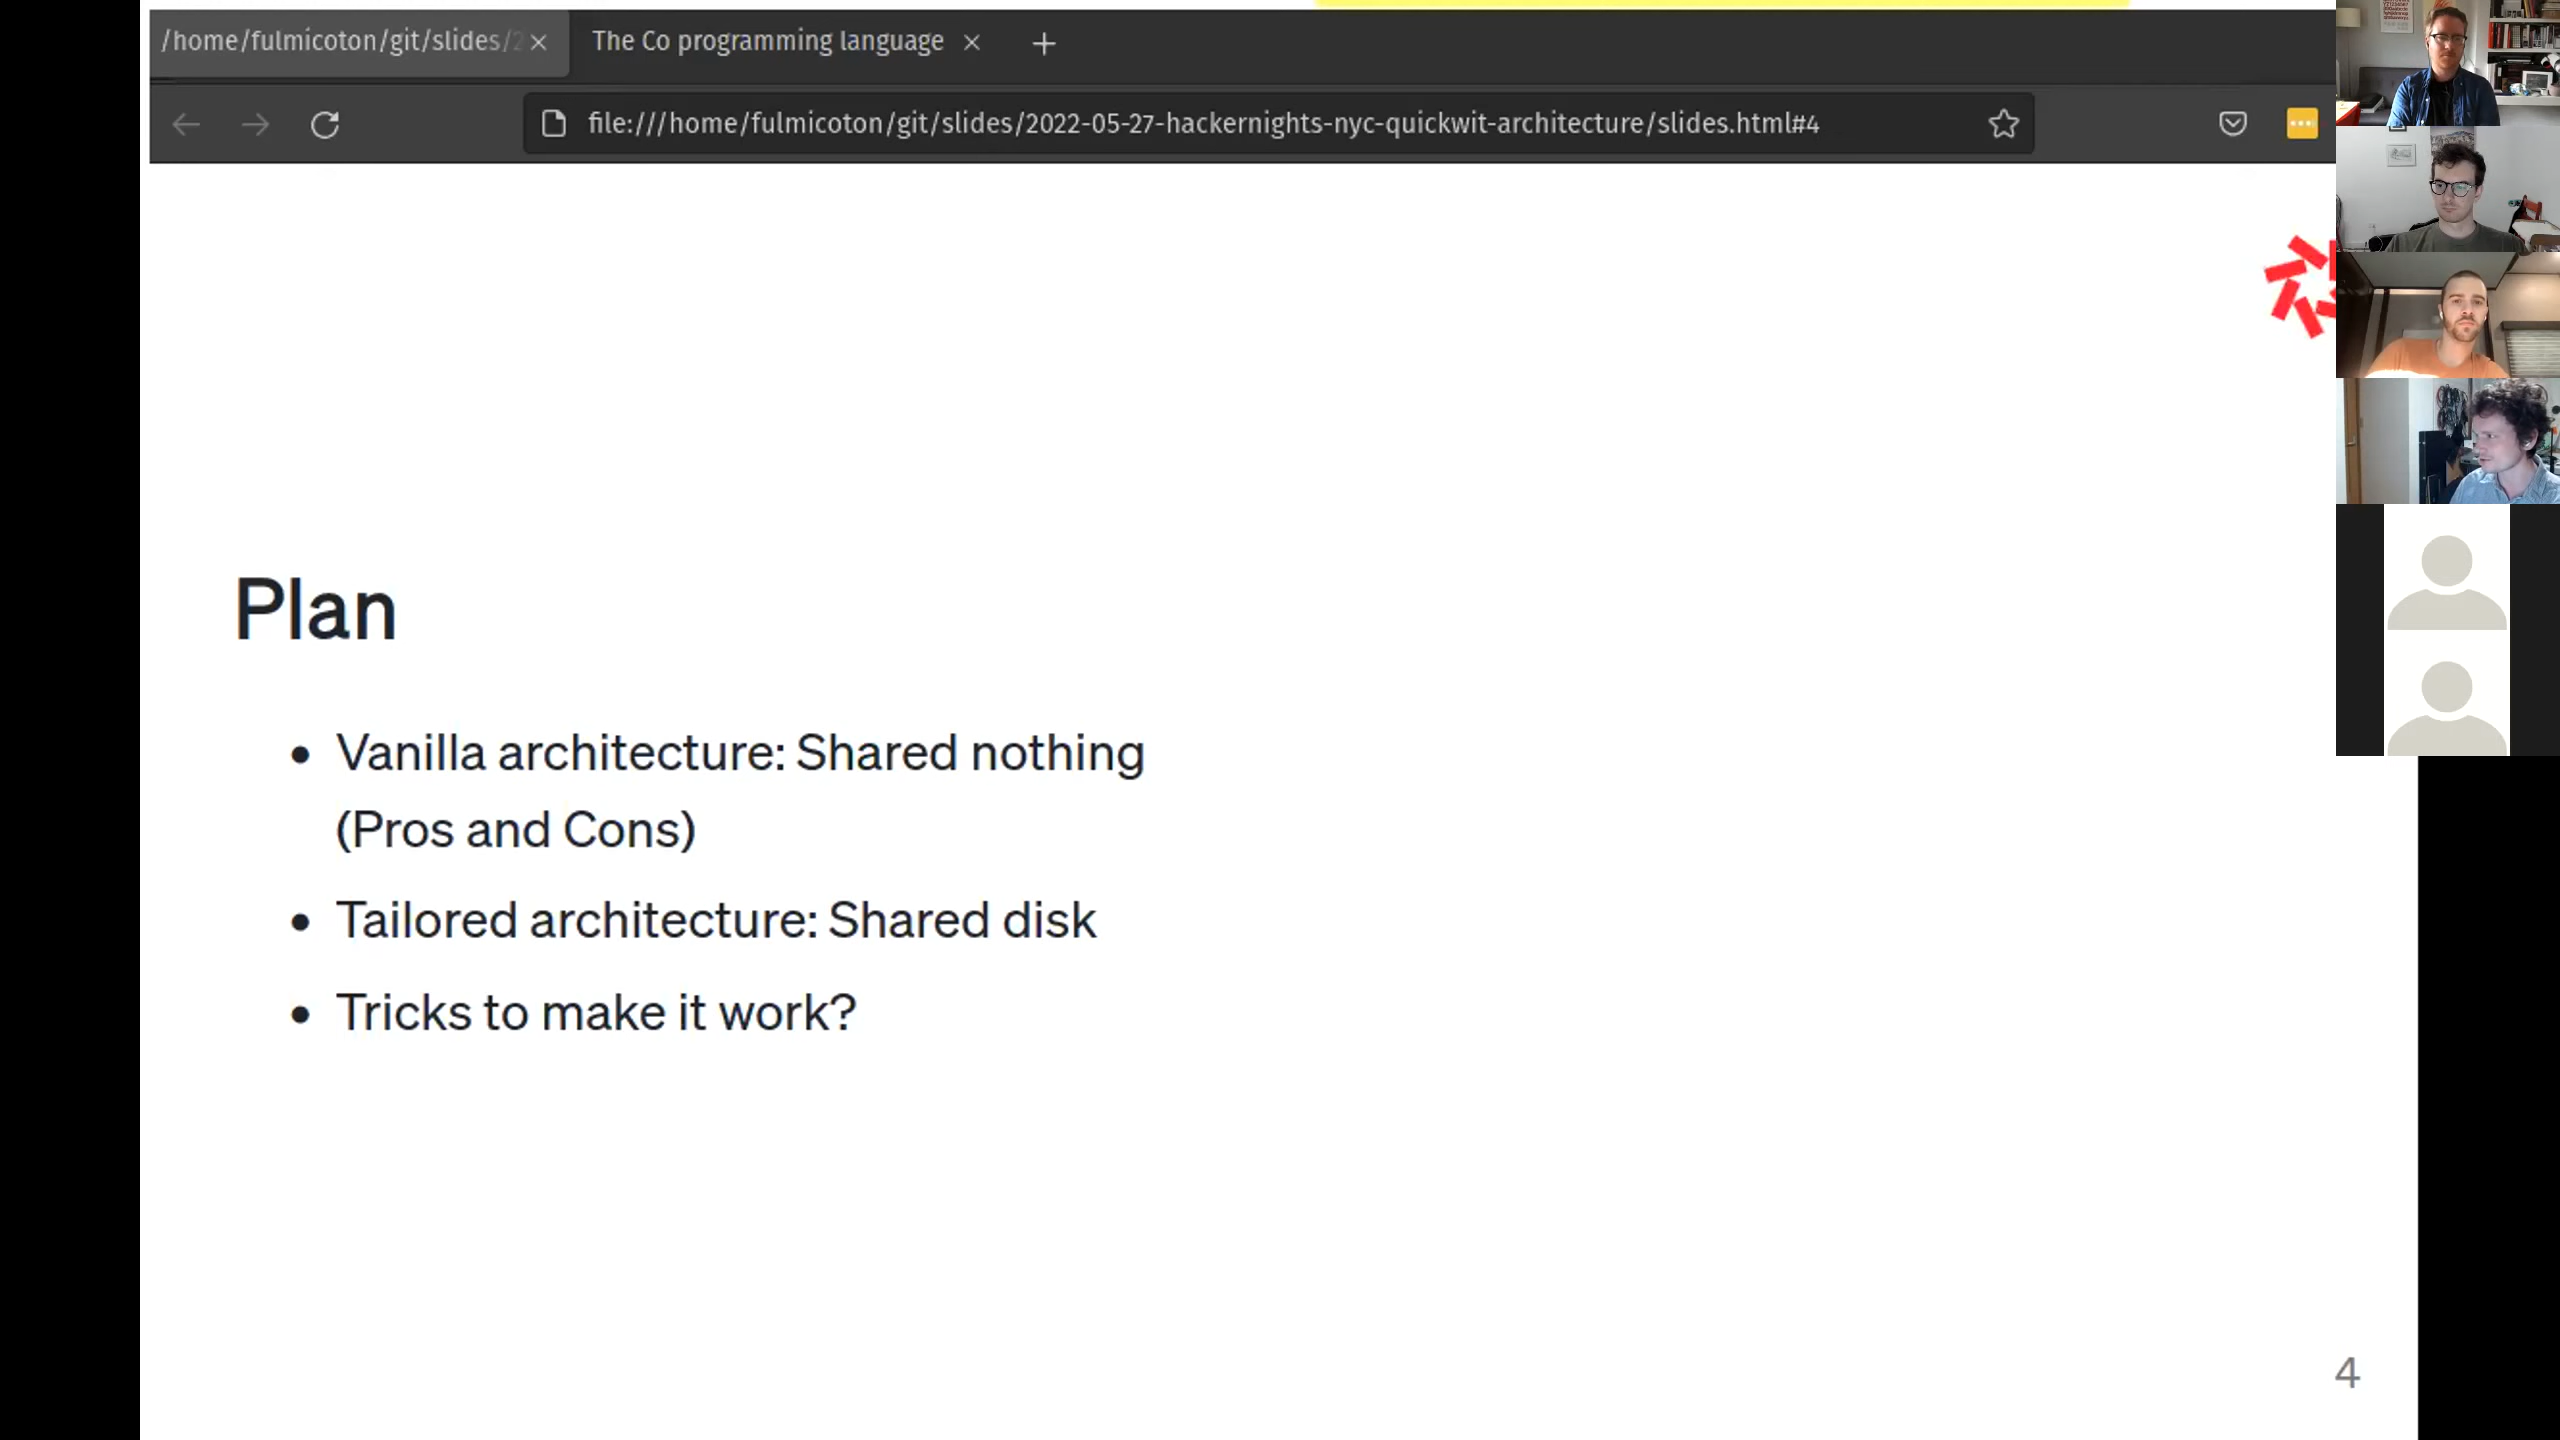 /home/fulmicoton/git/slides/2
The Co programming language
file:///home/fulmicoton/git/slides/2022-05-27-hackernights-nyc-quickwit-architecture/slides.html#4
Plan
• Vanilla architecture: Shared nothing
(Pros and Cons)
• Tailored architecture: Shared disk
• Tricks to make it work?
4